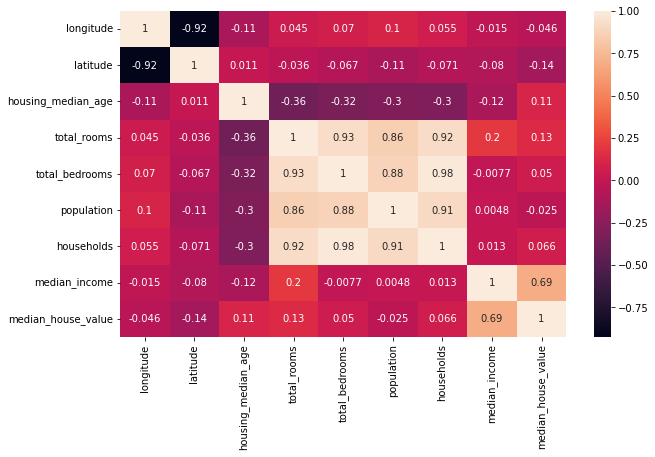 longitude 1 -0.92 -0.11 0.045 0.07 0.1 0.055 -0.015 -0.046
latitude -0.92 1 0.011 -0.036 -0.067 -0.11 -0.071 -0.08 -0.14
housing_median_age -0.11 0.011 1 -0.36 -0.32 -0.3 -0.3 -0.12 0.11
total_rooms 0.045 -0.036 -0.36 1 0.93 0.86 0.92 0.2 0.13
total_bedrooms 0.07 -0.067 -0.32 0.93 1 0.88 0.98 -0.0077 0.05
population 0.1 -0.11 -0.3 0.86 0.88 1 0.91 0.0048 -0.025
households 0.055 -0.071 -0.3 0.92 0.98 0.91 1 0.013 0.066
median_income -0.015 -0.08 -0.12 0.2 -0.0077 0.0048 0.013 1 0.69
median_house_value -0.046 -0.14 0.11 0.13 0.05 -0.025 0.066 0.69 1
longitude
latitude
housing_median_age
total_rooms
total_bedrooms
population
households
median_income
median_house_value
1.00
0.75
0.50
0.25
0.00
−0.25
−0.50
−0.75